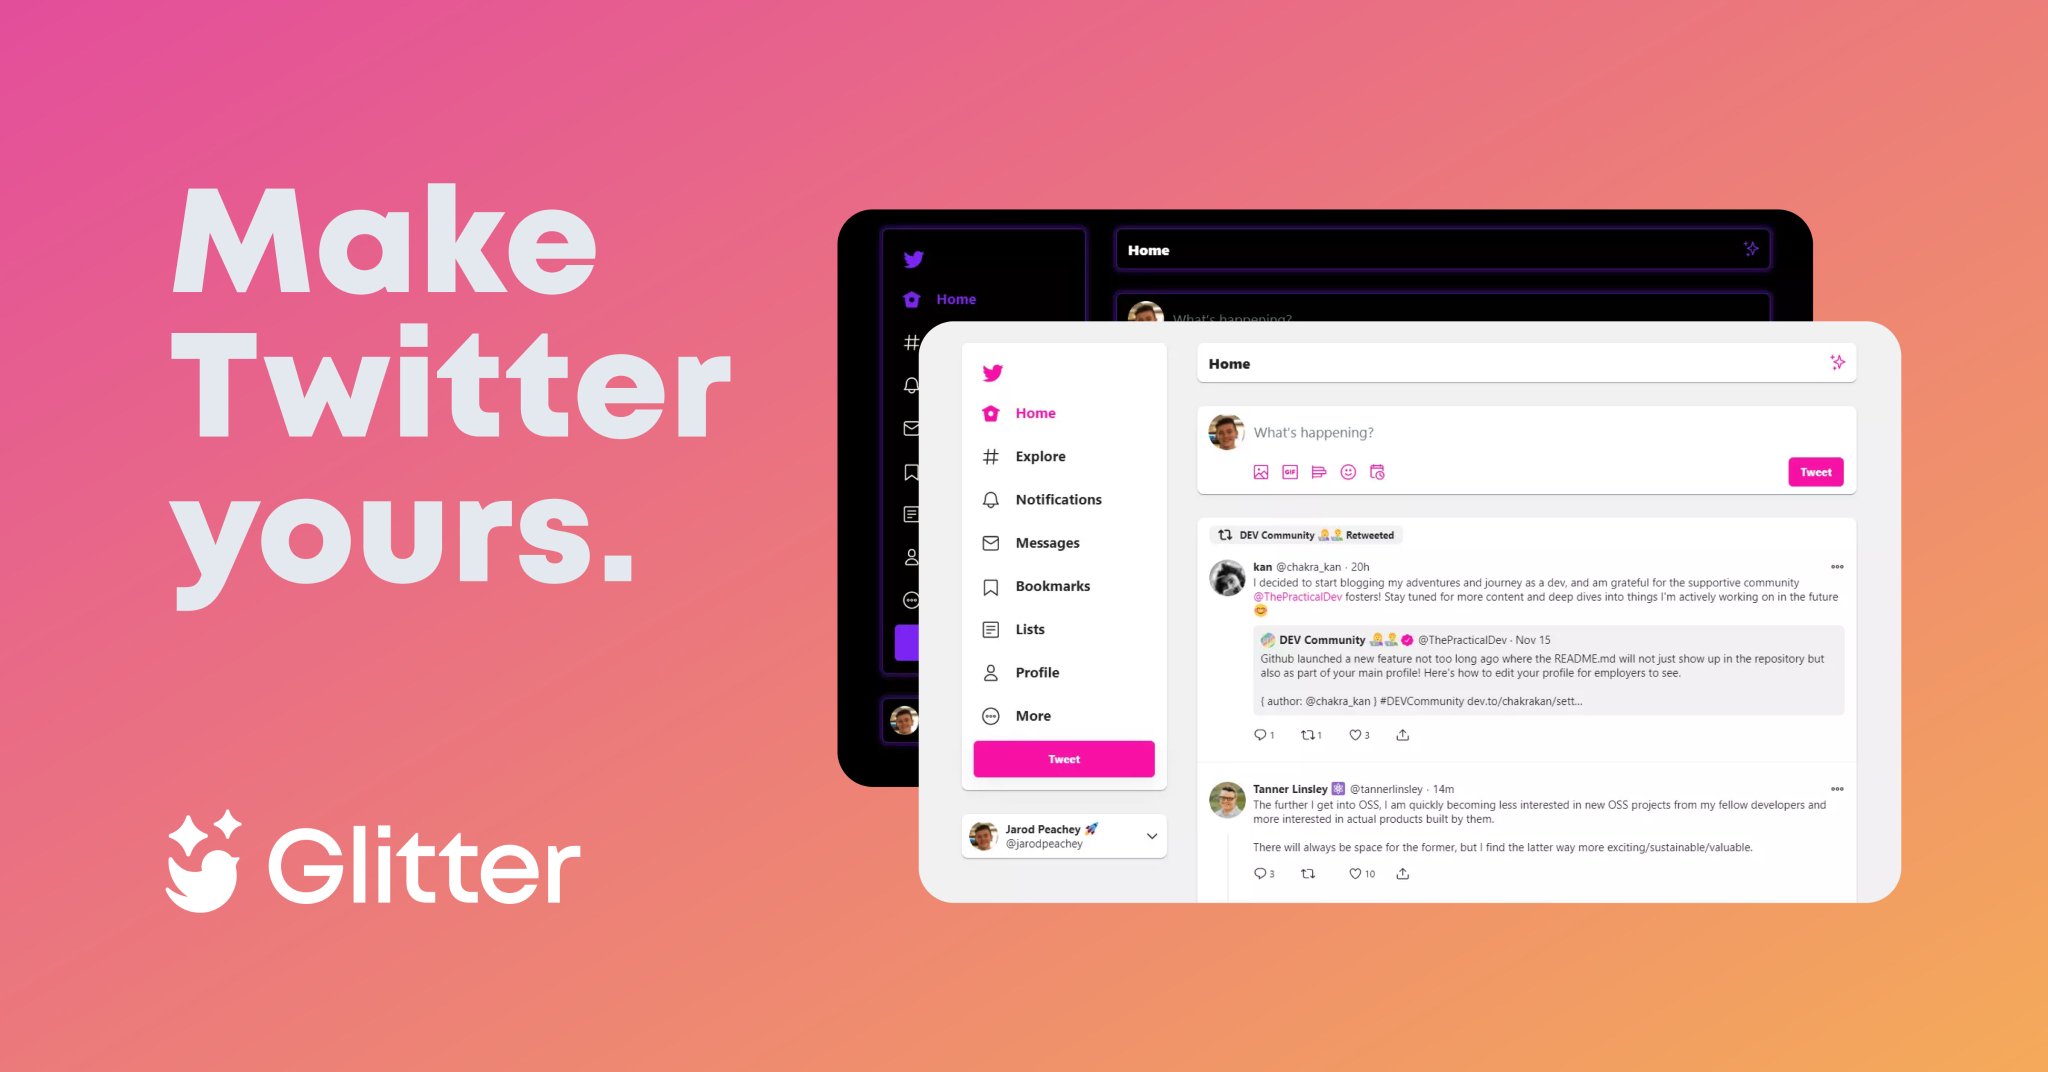 Make
Twitter
yours.
Glitter
Home
Home
What's happening?
Home
Explore
Notifications
Messages
Bookmarks
Lists
Profile
More
Tweet
Jarod Peachey 🚀
@jarodpeachey
Home
What's happening?
GIF
Tweet
DEV Community 👩‍💻👨‍💻 Retweeted
kan @chakra_kan · 20h
I decided to start blogging my adventures and journey as a dev, and am grateful for the supportive community
@ThePracticalDev fosters! Stay tuned for more content and deep dives into things I'm actively working on in the future
😊
DEV Community 👩‍💻👨‍💻 @ThePracticalDev · Nov 15
Github launched a new feature not too long ago where the README.md will not just show up in the repository but
also as part of your main profile! Here's how to edit your profile for employers to see.
{ author: @chakra_kan } #DEVCommunity dev.to/chakrakan/sett...
1 1 3
Tanner Linsley ⚛️ @tannerlinsley · 14m
The further I get into OSS, I am quickly becoming less interested in new OSS projects from my fellow developers and
more interested in actual products built by them.
There will always be space for the former, but I find the latter way more exciting/sustainable/valuable.
3 10